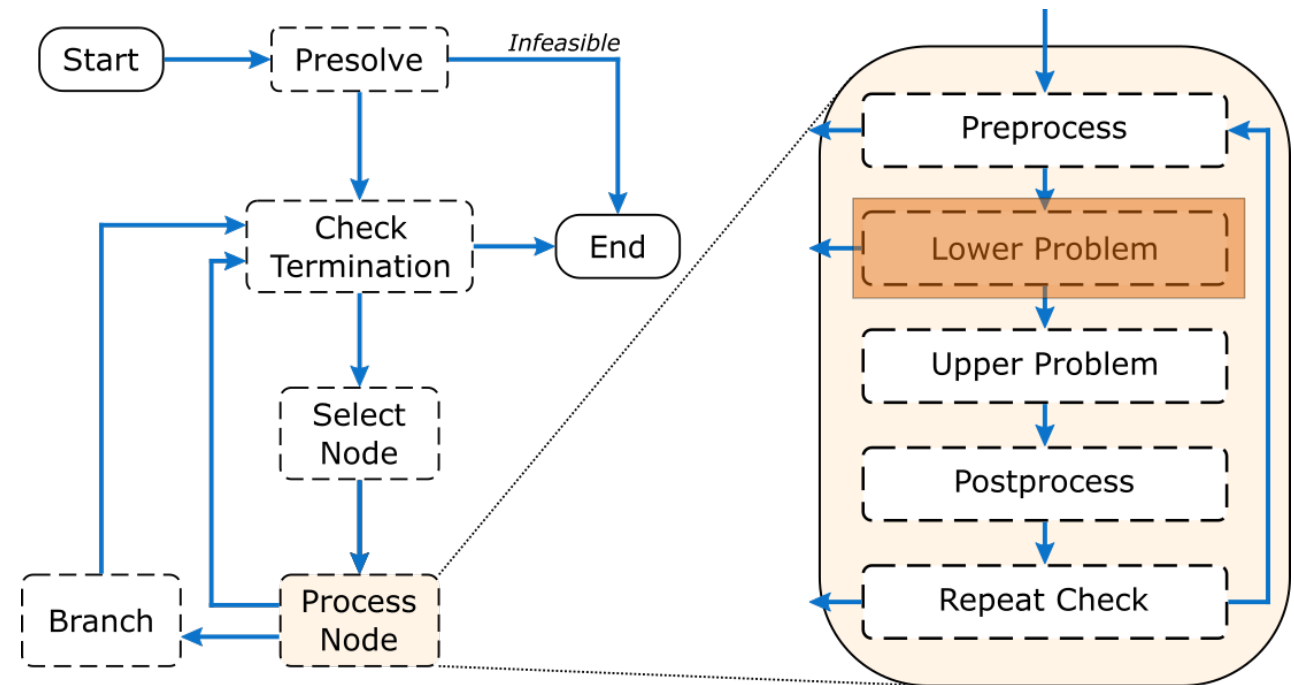 Start
Presolve
Infeasible
Check
Termination
End
Select
Node
Branch
Process
Node
Preprocess
Lower Problem
Upper Problem
Postprocess
Repeat Check